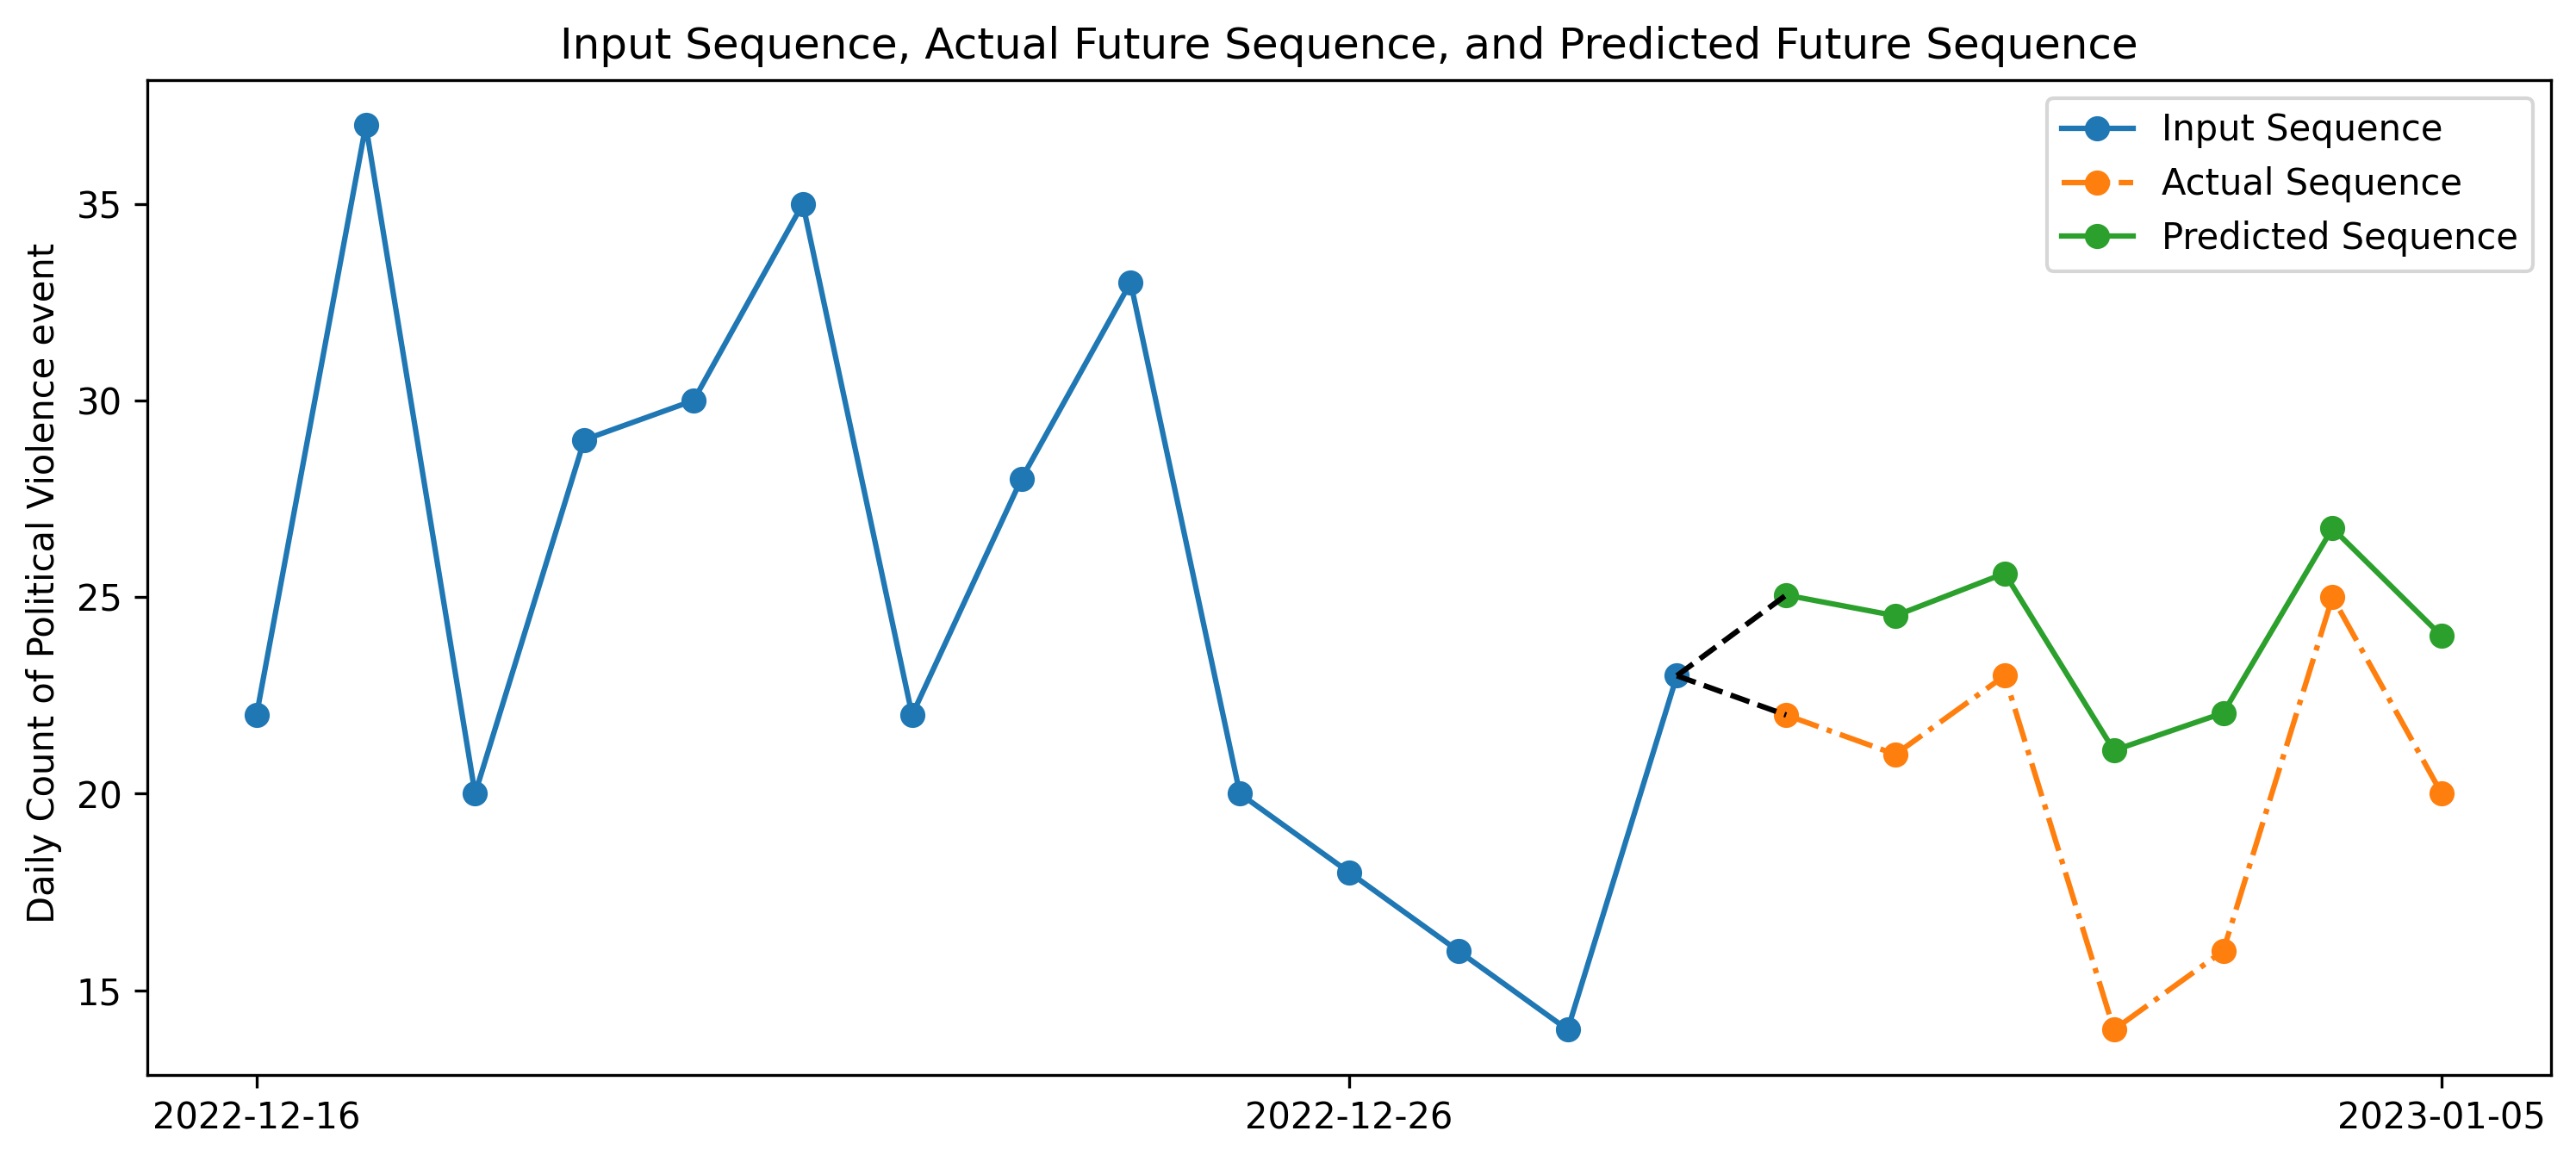 Input Sequence, Actual Future Sequence, and Predicted Future Sequence
Daily Count of Political Violence event
35
30
25
20
15
2022-12-16
2022-12-26
2023-01-05
Input Sequence
Actual Sequence
Predicted Sequence